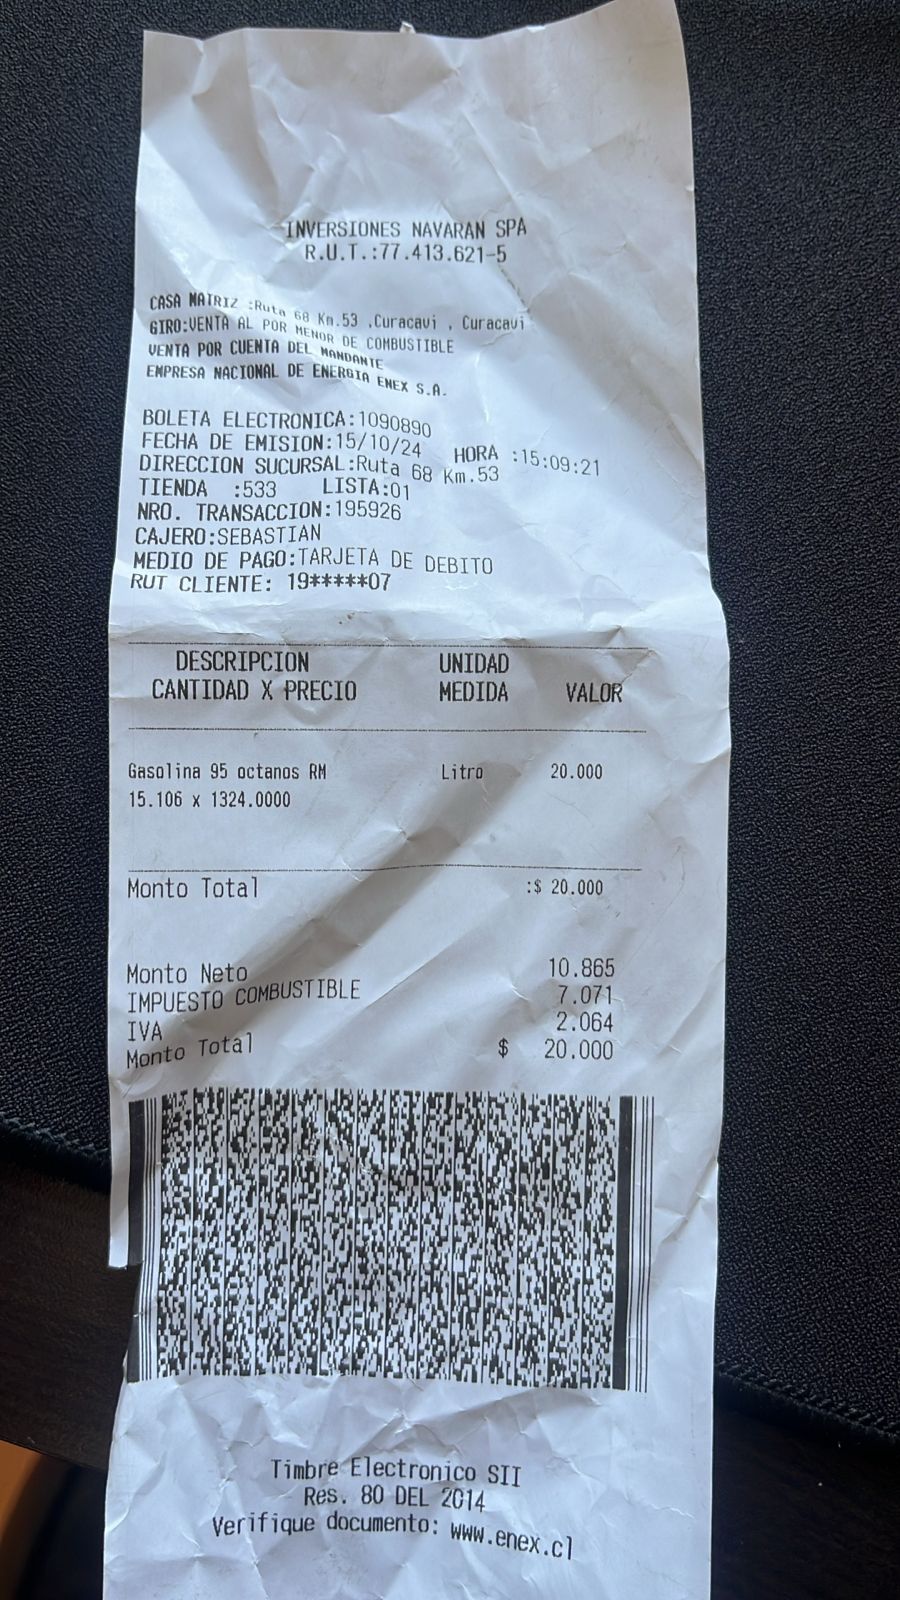 INVERSIONES NAVARAN SPA
R.U.T.:77.413.621-5
CASA MATRIZ :Ruta 68 Km.53 ,Curacavi , Curacavi
GIRO:VENTA AL POR MENOR DE COMBUSTIBLE
VENTA POR CUENTA DEL MANDANTE
EMPRESA NACIONAL DE ENERGIA ENEX S.A.
BOLETA ELECTRONICA:1090890
FECHA DE EMISION:15/10/24 HORA :15:09:21
DIRECCION SUCURSAL:Ruta 68 Km.53
TIENDA :533 LISTA:01
NRO. TRANSACCION:195926
CAJERO:SEBASTIAN
MEDIO DE PAGO:TARJETA DE DEBITO
RUT CLIENTE: 19*****07
DESCRIPCION UNIDAD
CANTIDAD X PRECIO MEDIDA VALOR
Gasolina 95 octanos RM Litro 20.000
15.106 x 1324.0000
Monto Total :$ 20.000
Monto Neto 10.865
IMPUESTO COMBUSTIBLE 7.071
IVA 2.064
Monto Total $ 20.000
Timbre Electronico SII
Res. 80 DEL 2014
Verifique documento: www.enex.cl